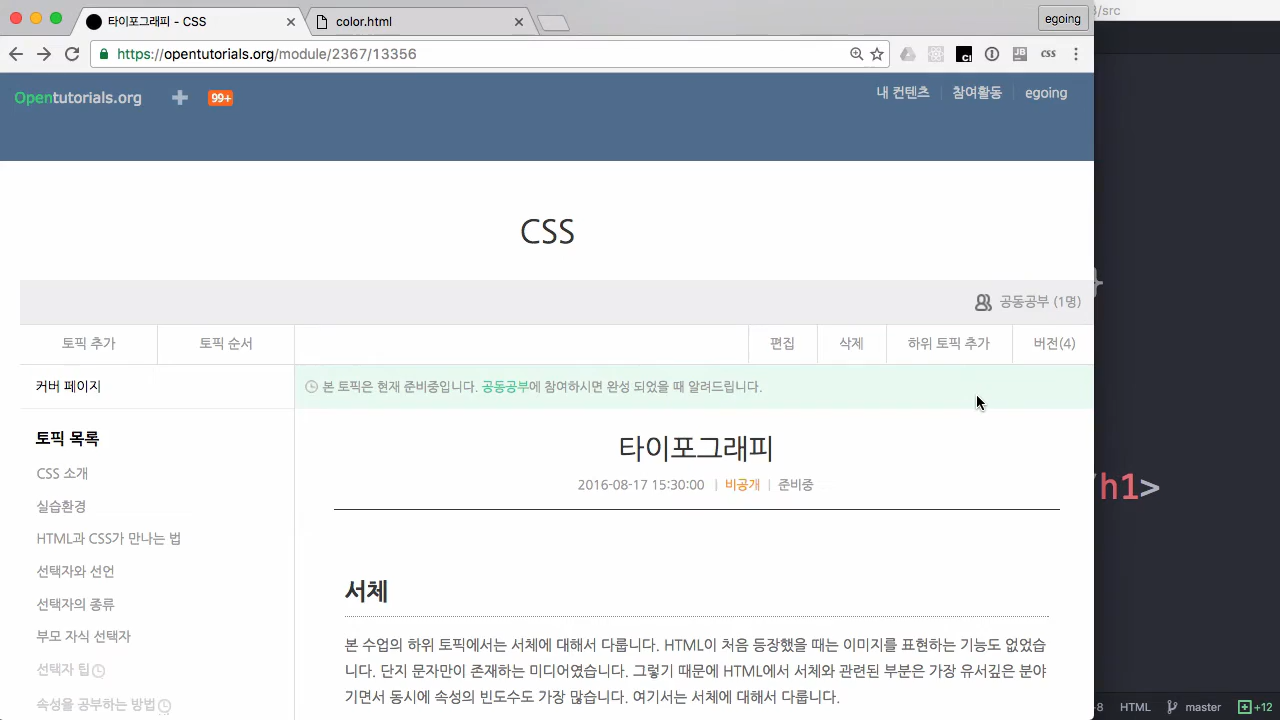 타이포그래피 - CSS
color.html
egoing
3/src
https://opentutorials.org/module/2367/13356
JB
css
Opentutorials.org
99+
내 컨텐츠
참여활동
egoing
CSS
공동공부 (1명)
토픽 추가
토픽 순서
편집
삭제
하위 토픽 추가
버전(4)
커버 페이지
본 토픽은 현재 준비중입니다. 공동공부에 참여하시면 완성 되었을 때 알려드립니다.
토픽 목록
타이포그래피
CSS 소개
2016-08-17 15:30:00 | 비공개 | 준비중
/h1>
실습환경
HTML과 CSS가 만나는 법
선택자와 선언
서체
선택자의 종류
부모 자식 선택자
본 수업의 하위 토픽에서는 서체에 대해서 다룹니다. HTML이 처음 등장했을 때는 이미지를 표현하는 기능도 없었습
니다. 단지 문자만이 존재하는 미디어였습니다. 그렇기 때문에 HTML에서 서체와 관련된 부분은 가장 유서깊은 분야
기면서 동시에 속성의 빈도수도 가장 많습니다. 여기서는 서체에 대해서 다룹니다.
선택자 팁
속성을 공부하는 방법
-8
HTML
master
+12